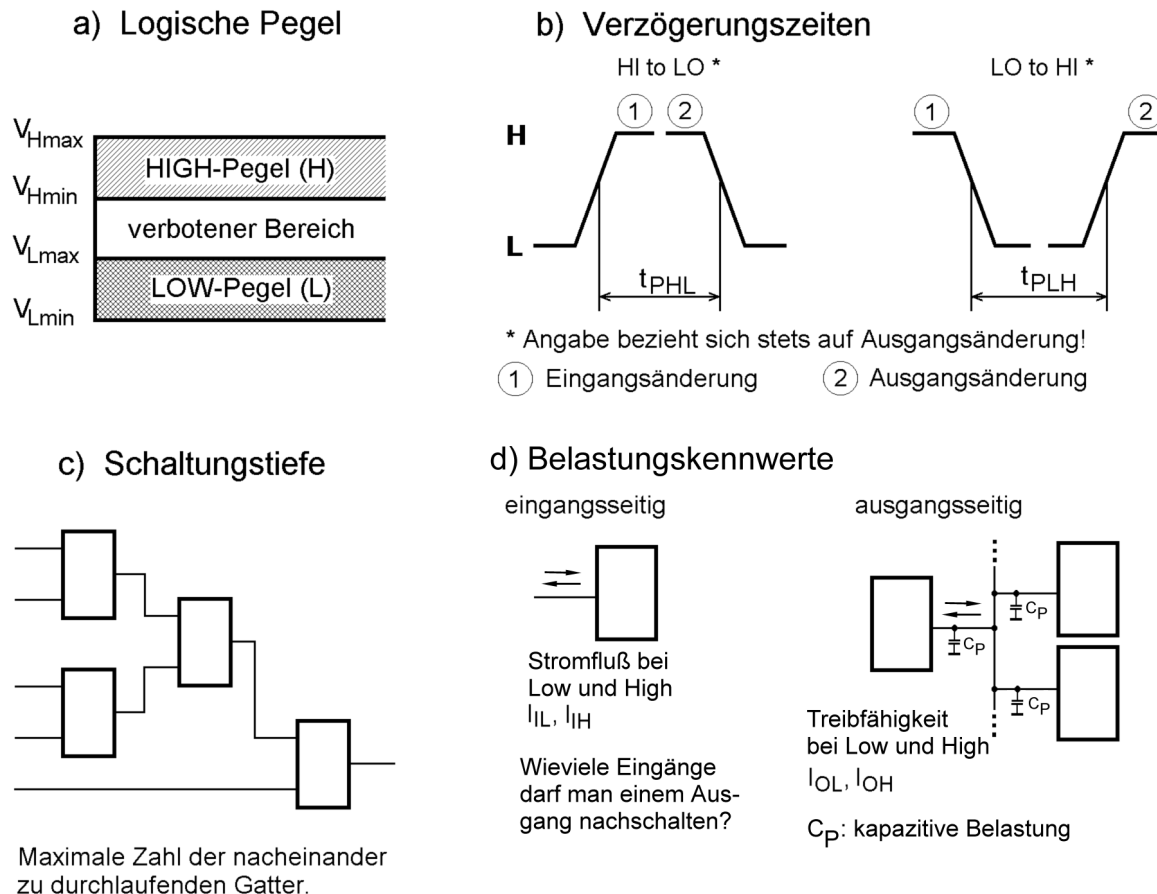 a) Logische Pegel
V_Hmax
HIGH-Pegel (H)
V_Hmin
verbotener Bereich
V_Lmax
LOW-Pegel (L)
V_Lmin
b) Verzögerungszeiten
HI to LO *
LO to HI *
1
2
1
2
H
L
t_PHL
t_PLH
* Angabe bezieht sich stets auf Ausgangsänderung!
1 Eingangsänderung
2 Ausgangsänderung
c) Schaltungstiefe
Maximale Zahl der nacheinander
zu durchlaufenden Gatter.
d) Belastungskennwerte
eingangsseitig
Stromfluß bei
Low und High
I_IL, I_IH
Wieviele Eingänge
darf man einem Aus-
gang nachschalten?
ausgangsseitig
C_P
C_P
C_P
Treibfähigkeit
bei Low und High
I_OL, I_OH
C_P: kapazitive Belastung